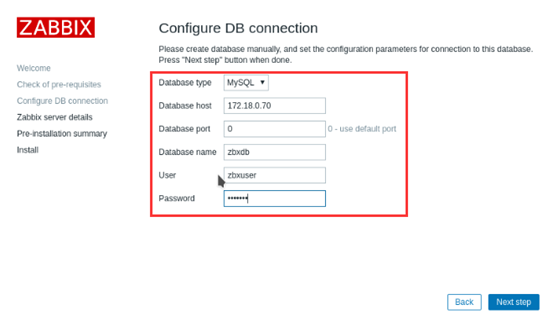 ZABBIX
Welcome
Check of pre-requisites
Configure DB connection
Zabbix server details
Pre-installation summary
Install
Configure DB connection
Please create database manually, and set the configuration parameters for connection to this database.
Press "Next step" button when done.
Database type MySQL
Database host 172.18.0.70
Database port 0 0 - use default port
Database name zbxdb
User zbxuser
Password •••••••
Back Next step